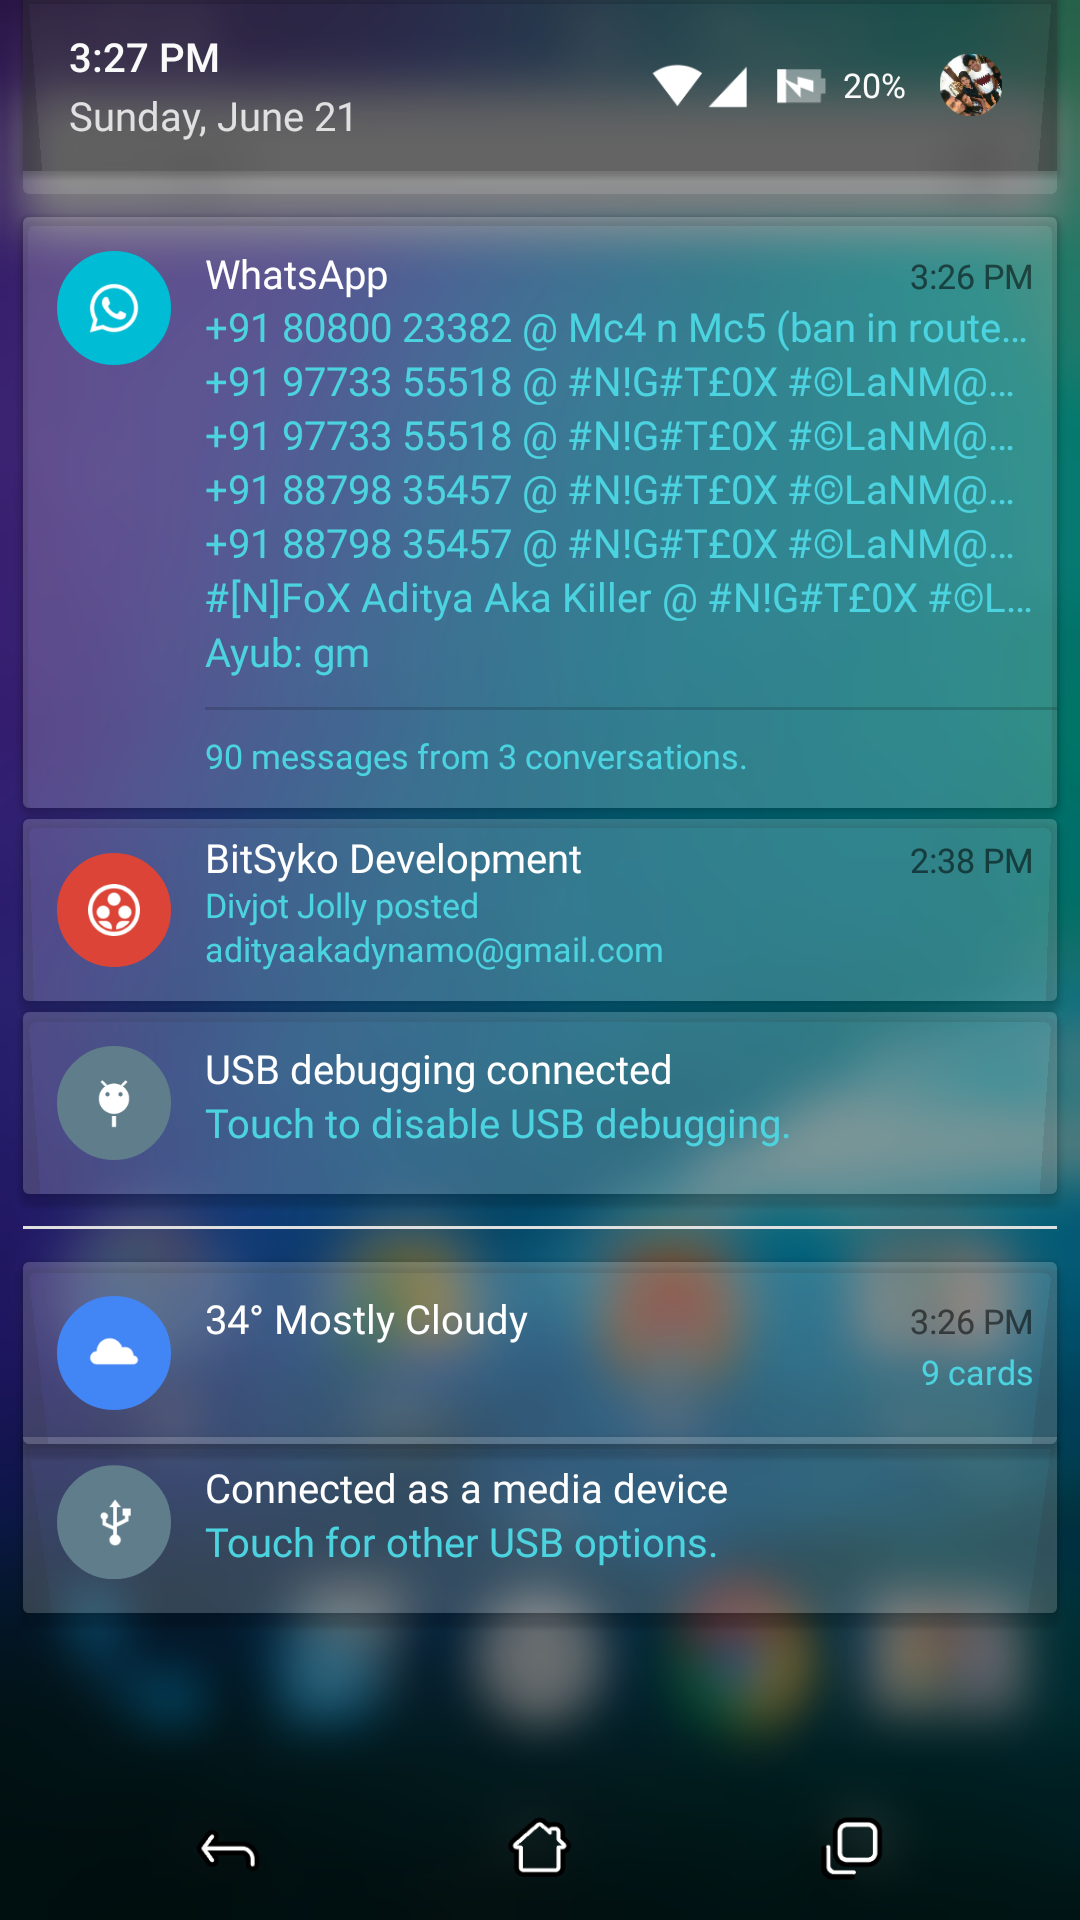 3:27 PM
20%
Sunday, June 21
WhatsApp
3:26 PM
+91 80800 23382 @ Mc4 n Mc5 (ban in route…
+91 97733 55518 @ #N!G#T£0X #©LaNM@…
+91 97733 55518 @ #N!G#T£0X #©LaNM@…
+91 88798 35457 @ #N!G#T£0X #©LaNM@…
+91 88798 35457 @ #N!G#T£0X #©LaNM@…
#[N]FoX Aditya Aka Killer @ #N!G#T£0X #©L…
Ayub: gm
90 messages from 3 conversations.
BitSyko Development
2:38 PM
Divjot Jolly posted
adityaakadynamo@gmail.com
USB debugging connected
Touch to disable USB debugging.
34° Mostly Cloudy
3:26 PM
9 cards
Connected as a media device
Touch for other USB options.